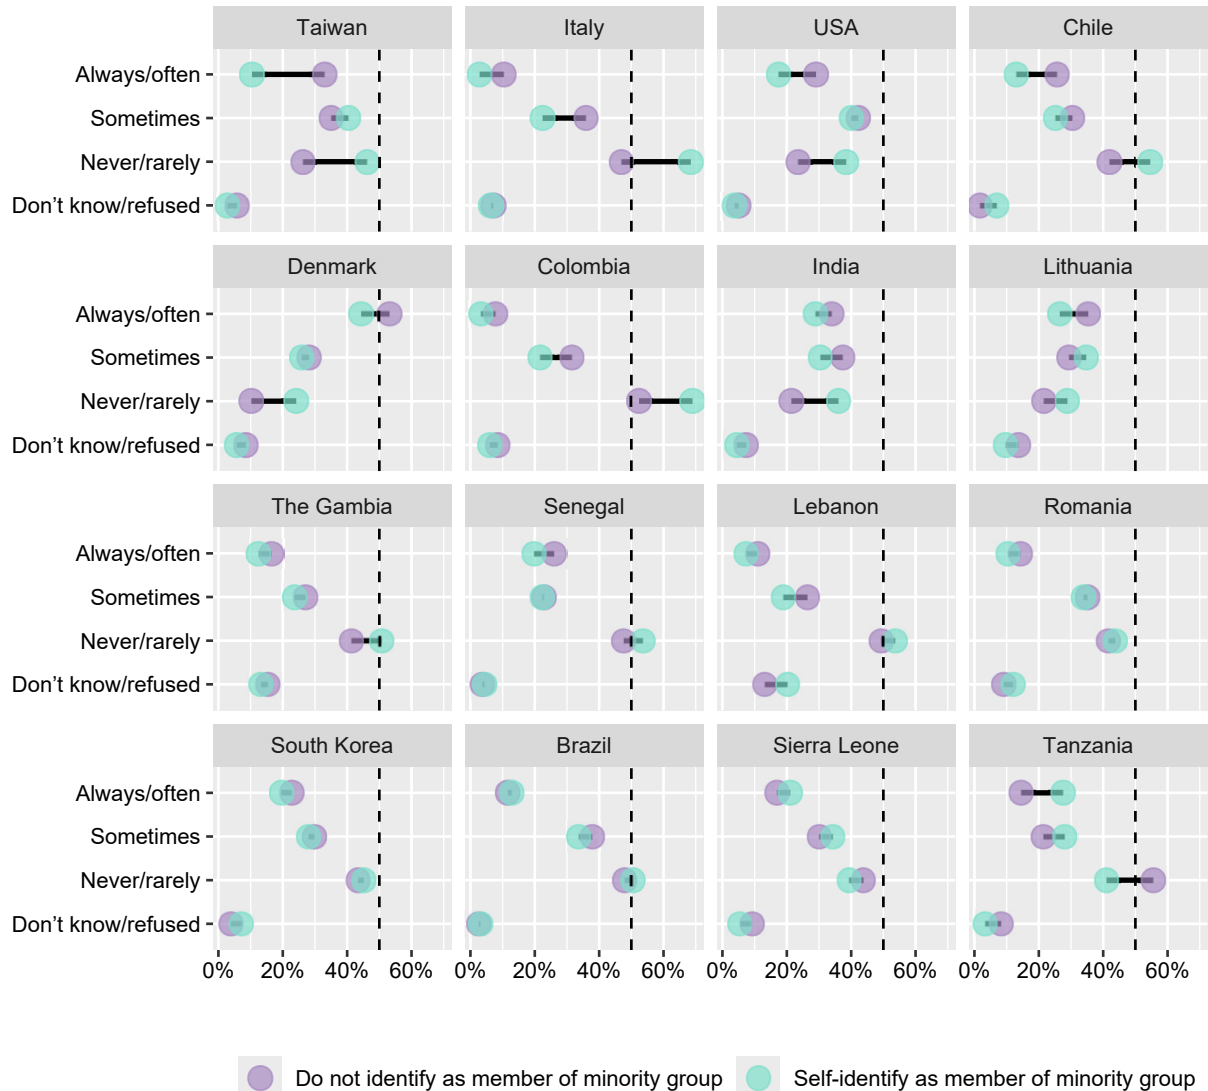 Taiwan Italy USA Chile
Always/often
Sometimes
Never/rarely
Don’t know/refused
Denmark Colombia India Lithuania
Always/often
Sometimes
Never/rarely
Don’t know/refused
The Gambia Senegal Lebanon Romania
Always/often
Sometimes
Never/rarely
Don’t know/refused
South Korea Brazil Sierra Leone Tanzania
Always/often
Sometimes
Never/rarely
Don’t know/refused
0% 20% 40% 60% 0% 20% 40% 60% 0% 20% 40% 60% 0% 20% 40% 60%
Do not identify as member of minority group Self-identify as member of minority group